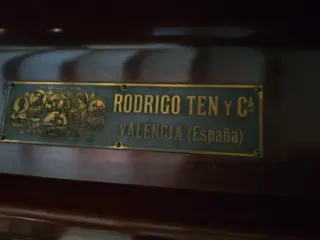 RODRIGO TEN Y Cª
VALENCIA (España)